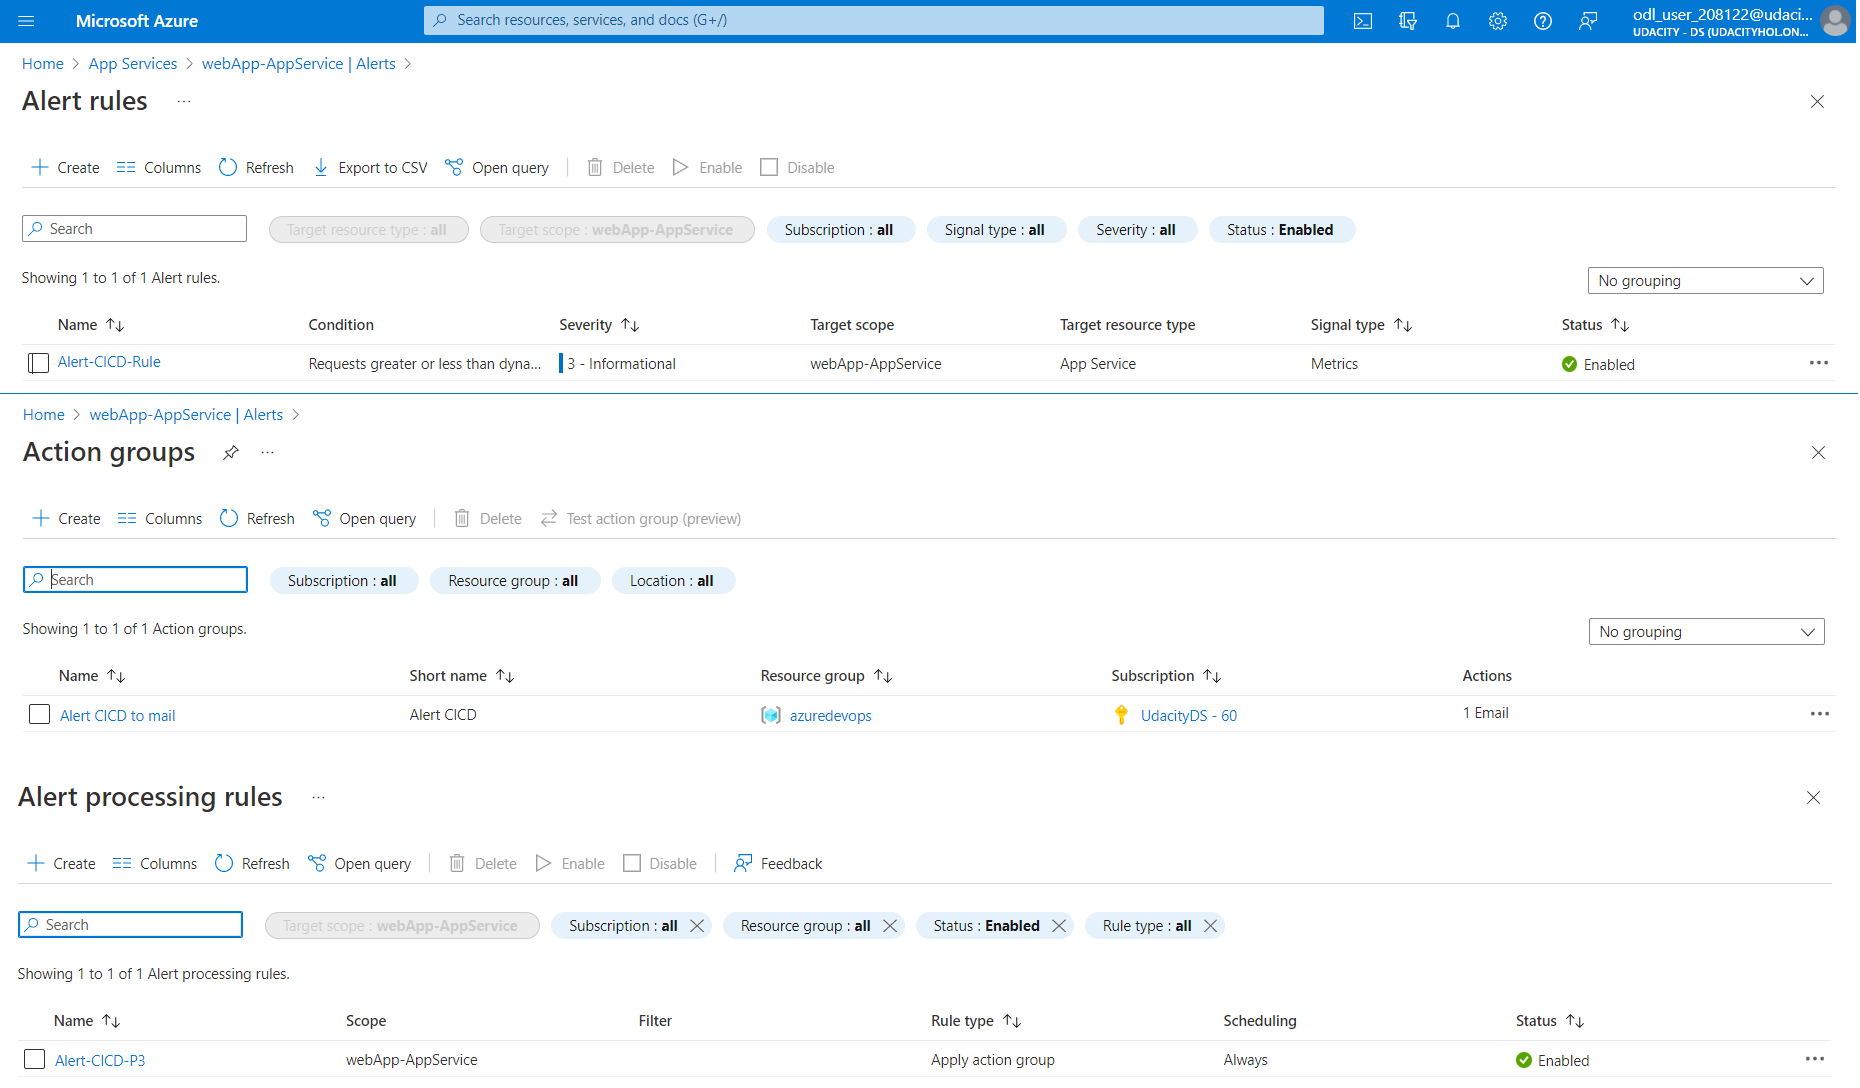 Microsoft Azure
Search resources, services, and docs (G+/)
odl_user_208122@udaci...
UDACITY - DS (UDACITYHOL.ON...
Home > App Services > webApp-AppService | Alerts >
Alert rules ...
Create Columns Refresh Export to CSV Open query Delete Enable Disable
Search Target resource type : all Target scope : webApp-AppService Subscription : all Signal type : all Severity : all Status : Enabled
Showing 1 to 1 of 1 Alert rules.
No grouping
Name Condition Severity Target scope Target resource type Signal type Status
Alert-CICD-Rule Requests greater or less than dyna... 3 - Informational webApp-AppService App Service Metrics Enabled
Home > webApp-AppService | Alerts >
Action groups ...
Create Columns Refresh Open query Delete Test action group (preview)
Search Subscription : all Resource group : all Location : all
Showing 1 to 1 of 1 Action groups.
No grouping
Name Short name Resource group Subscription Actions
Alert CICD to mail Alert CICD azuredevops UdacityDS - 60 1 Email
Alert processing rules ...
Create Columns Refresh Open query Delete Enable Disable Feedback
Search Target scope : webApp-AppService Subscription : all Resource group : all Status : Enabled Rule type : all
Showing 1 to 1 of 1 Alert processing rules.
Name Scope Filter Rule type Scheduling Status
Alert-CICD-P3 webApp-AppService Apply action group Always Enabled